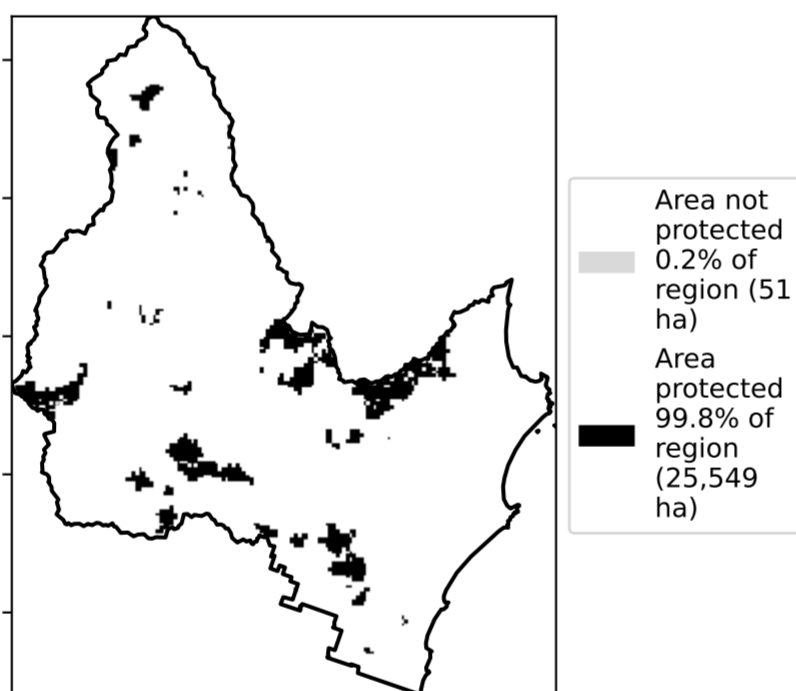 Area not
protected
0.2% of
region (51
ha)
Area
protected
99.8% of
region
(25,549
ha)